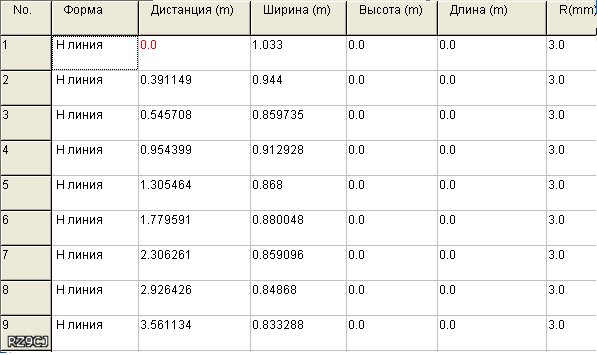 No. Форма Дистанция (m) Ширина (m) Высота (m) Длина (m) R(mm)
1 Н линия 0.0 1.033 0.0 0.0 3.0
2 Н линия 0.391149 0.944 0.0 0.0 3.0
3 Н линия 0.545708 0.859735 0.0 0.0 3.0
4 Н линия 0.954399 0.912928 0.0 0.0 3.0
5 Н линия 1.305464 0.868 0.0 0.0 3.0
6 Н линия 1.779591 0.880048 0.0 0.0 3.0
7 Н линия 2.306261 0.859096 0.0 0.0 3.0
8 Н линия 2.926426 0.84868 0.0 0.0 3.0
9 Н линия 3.561134 0.833288 0.0 0.0 3.0
RZ9CJ